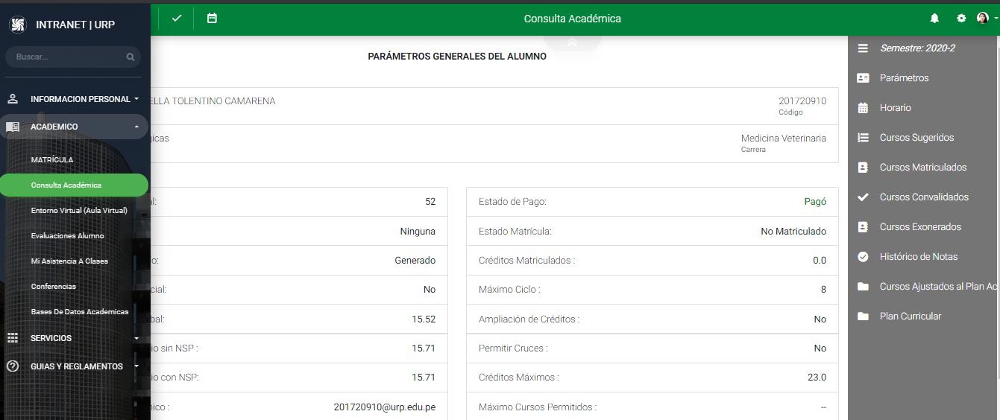 INTRANET | URP
Buscar...
INFORMACION PERSONAL
ACADEMICO
MATRÍCULA
Consulta Académica
Entorno Virtual (Aula Virtual)
Evaluaciones Alumno
Mi Asistencia A Clases
Conferencias
Bases De Datos Academicas
SERVICIOS
GUIAS Y REGLAMENTOS
Consulta Académica
PARÁMETROS GENERALES DEL ALUMNO
ELLA TOLENTINO CAMARENA 201720910
Código
gicas Medicina Veterinaria
Carrera
al: 52
Ninguna
o: Generado
cial: No
bal: 15.52
io sin NSP : 15.71
io con NSP: 15.71
nico : 201720910@urp.edu.pe
Estado de Pago: Pagó
Estado Matrícula: No Matriculado
Créditos Matriculados : 0.0
Máximo Ciclo : 8
Ampliación de Créditos : No
Permitir Cruces : No
Créditos Máximos : 23.0
Máximo Cursos Permitidos : --
Semestre: 2020-2
Parámetros
Horario
Cursos Sugeridos
Cursos Matriculados
Cursos Convalidados
Cursos Exonerados
Histórico de Notas
Cursos Ajustados al Plan Ac
Plan Curricular